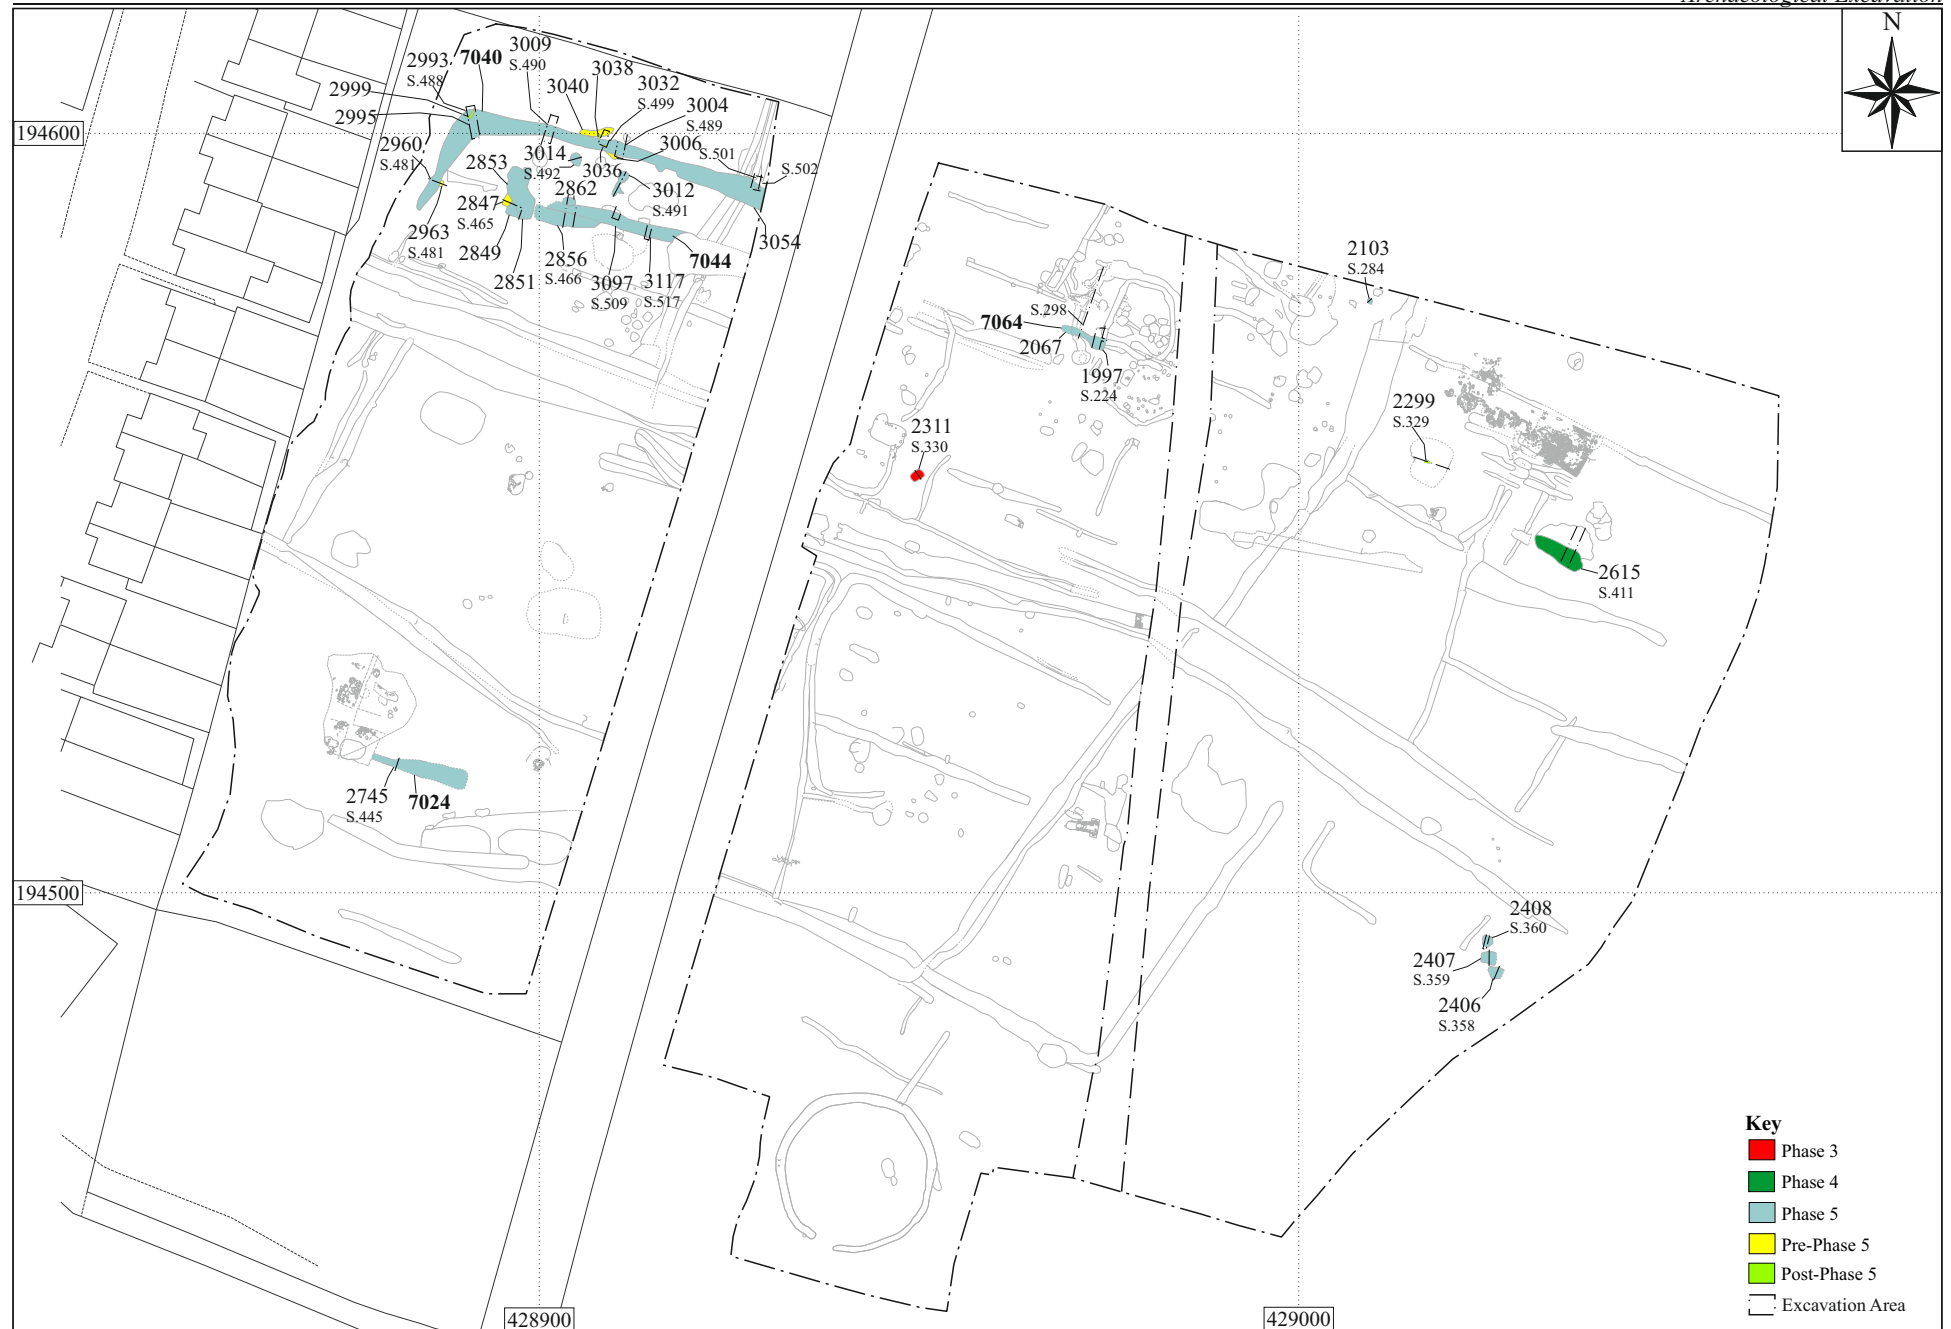 Archaeological Excavation
N
3009
S.490
2993
S.488
7040
3038
3040
3032
S.499
2999
3004
S.489
2995
194600
2960
S.481
3014
S.492
3006
S.501
2853
3036
S.502
2862
3012
S.491
2847
S.465
2963
S.481
2849
2851
2856
S.466
3097
S.509
3117
S.517
7044
3054
2103
S.284
S.298
7064
2067
1997
S.224
2299
S.329
2311
S.330
2615
S.411
2745
S.445
7024
194500
2408
S.360
2407
S.359
2406
S.358
Key
Phase 3
Phase 4
Phase 5
Pre-Phase 5
Post-Phase 5
Excavation Area
428900
429000